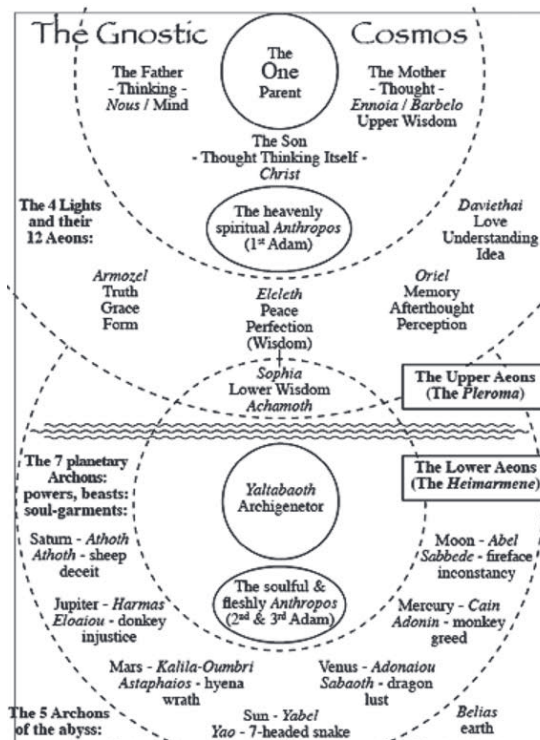 The Gnostic Cosmos
The
One
Parent
The Father
- Thinking -
Nous / Mind
The Mother
- Thought -
Ennoia / Barbelo
Upper Wisdom
The Son
- Thought Thinking Itself -
Christ
The 4 Lights
and their
12 Aeons:
The heavenly
spiritual Anthropos
(1st Adam)
Daviethai
Love
Understanding
Idea
Armozel
Truth
Grace
Form
Eleleth
Peace
Perfection
(Wisdom)
Oriel
Memory
Afterthought
Perception
Sophia
Lower Wisdom
Achamoth
The Upper Aeons
(The Pleroma)
The 7 planetary
Archons:
powers, beasts:
soul-garments:
Yaltabaoth
Archigenetor
The Lower Aeons
(The Heimarmene)
Saturn - Athoth
Athoth - sheep
deceit
Moon - Abel
Sabbede - fireface
inconstancy
The soulful &
fleshly Anthropos
(2nd & 3rd Adam)
Jupiter - Harmas
Eloaiou - donkey
injustice
Mercury - Cain
Adonin - monkey
greed
Mars - Kalila-Oumbri
Astaphaios - hyena
wrath
Venus - Adonaiou
Sabaoth - dragon
lust
The 5 Archons
of the abyss:
Sun - Yabel
Yao - 7-headed snake
Belias
earth